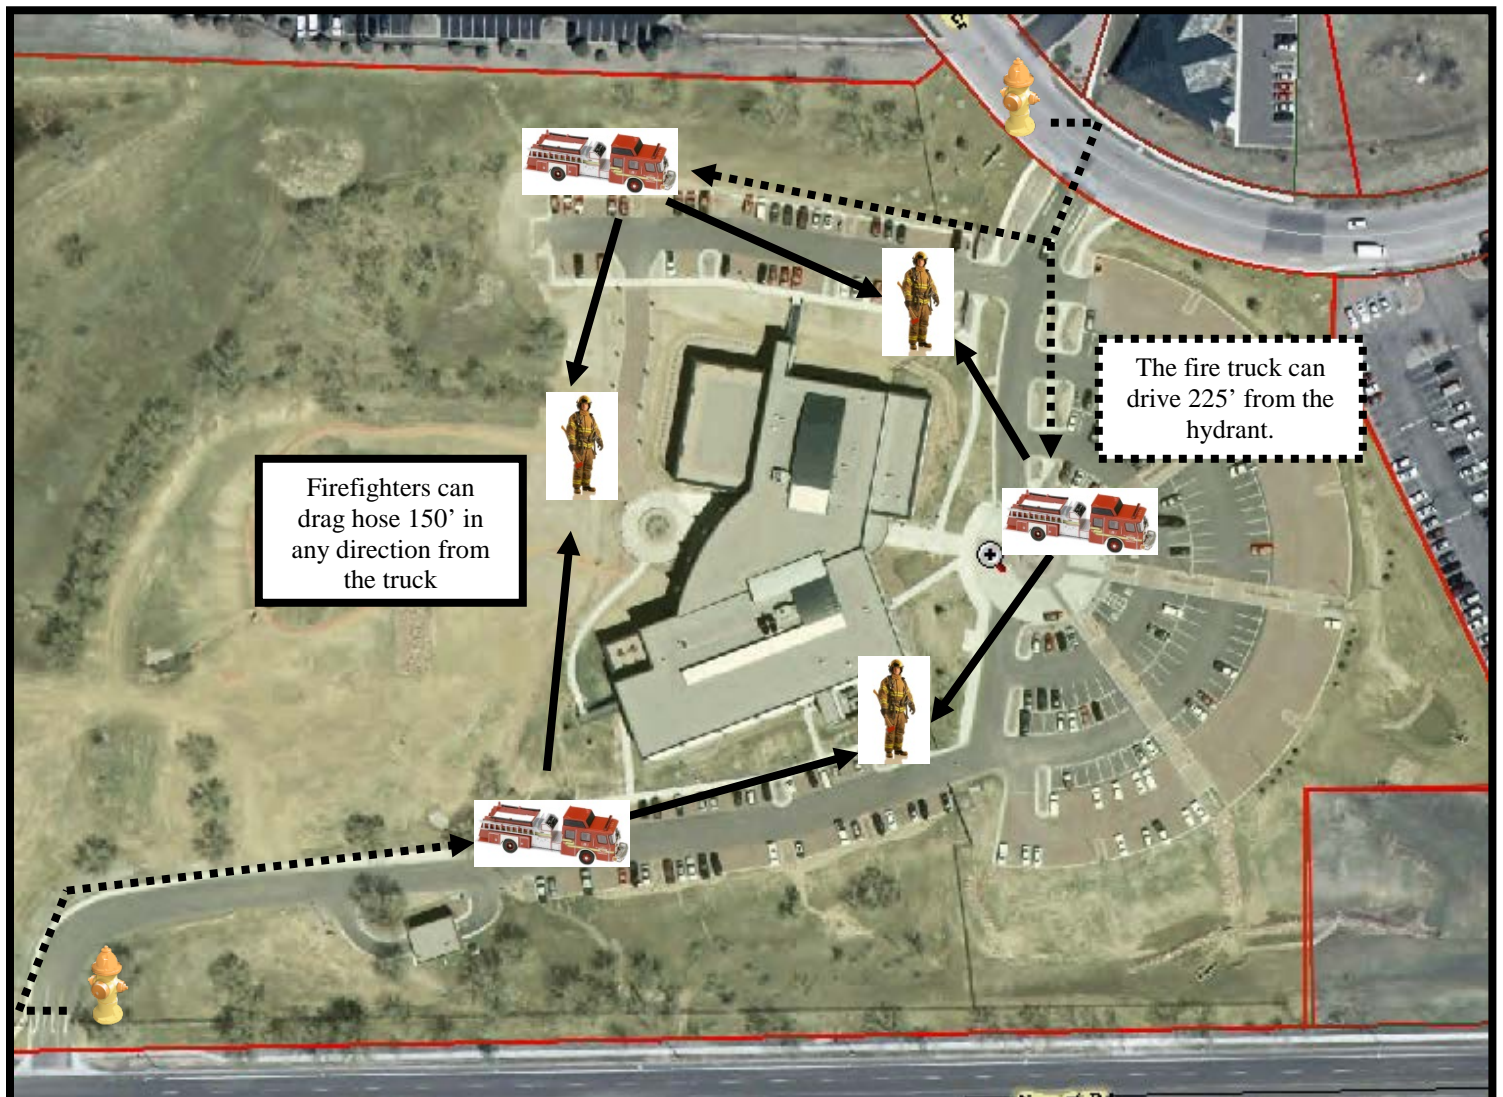 The fire truck can
drive 225’ from the
hydrant.
Firefighters can
drag hose 150’ in
any direction from
the truck